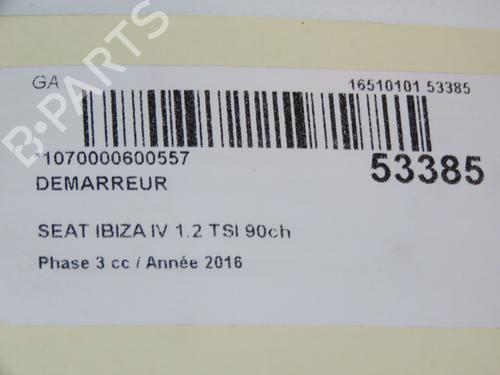 B-PARTS
GA
16510101 53385
*1070000600557
53385
DEMARREUR
SEAT IBIZA IV 1.2 TSI 90ch
Phase 3 cc / Année 2016